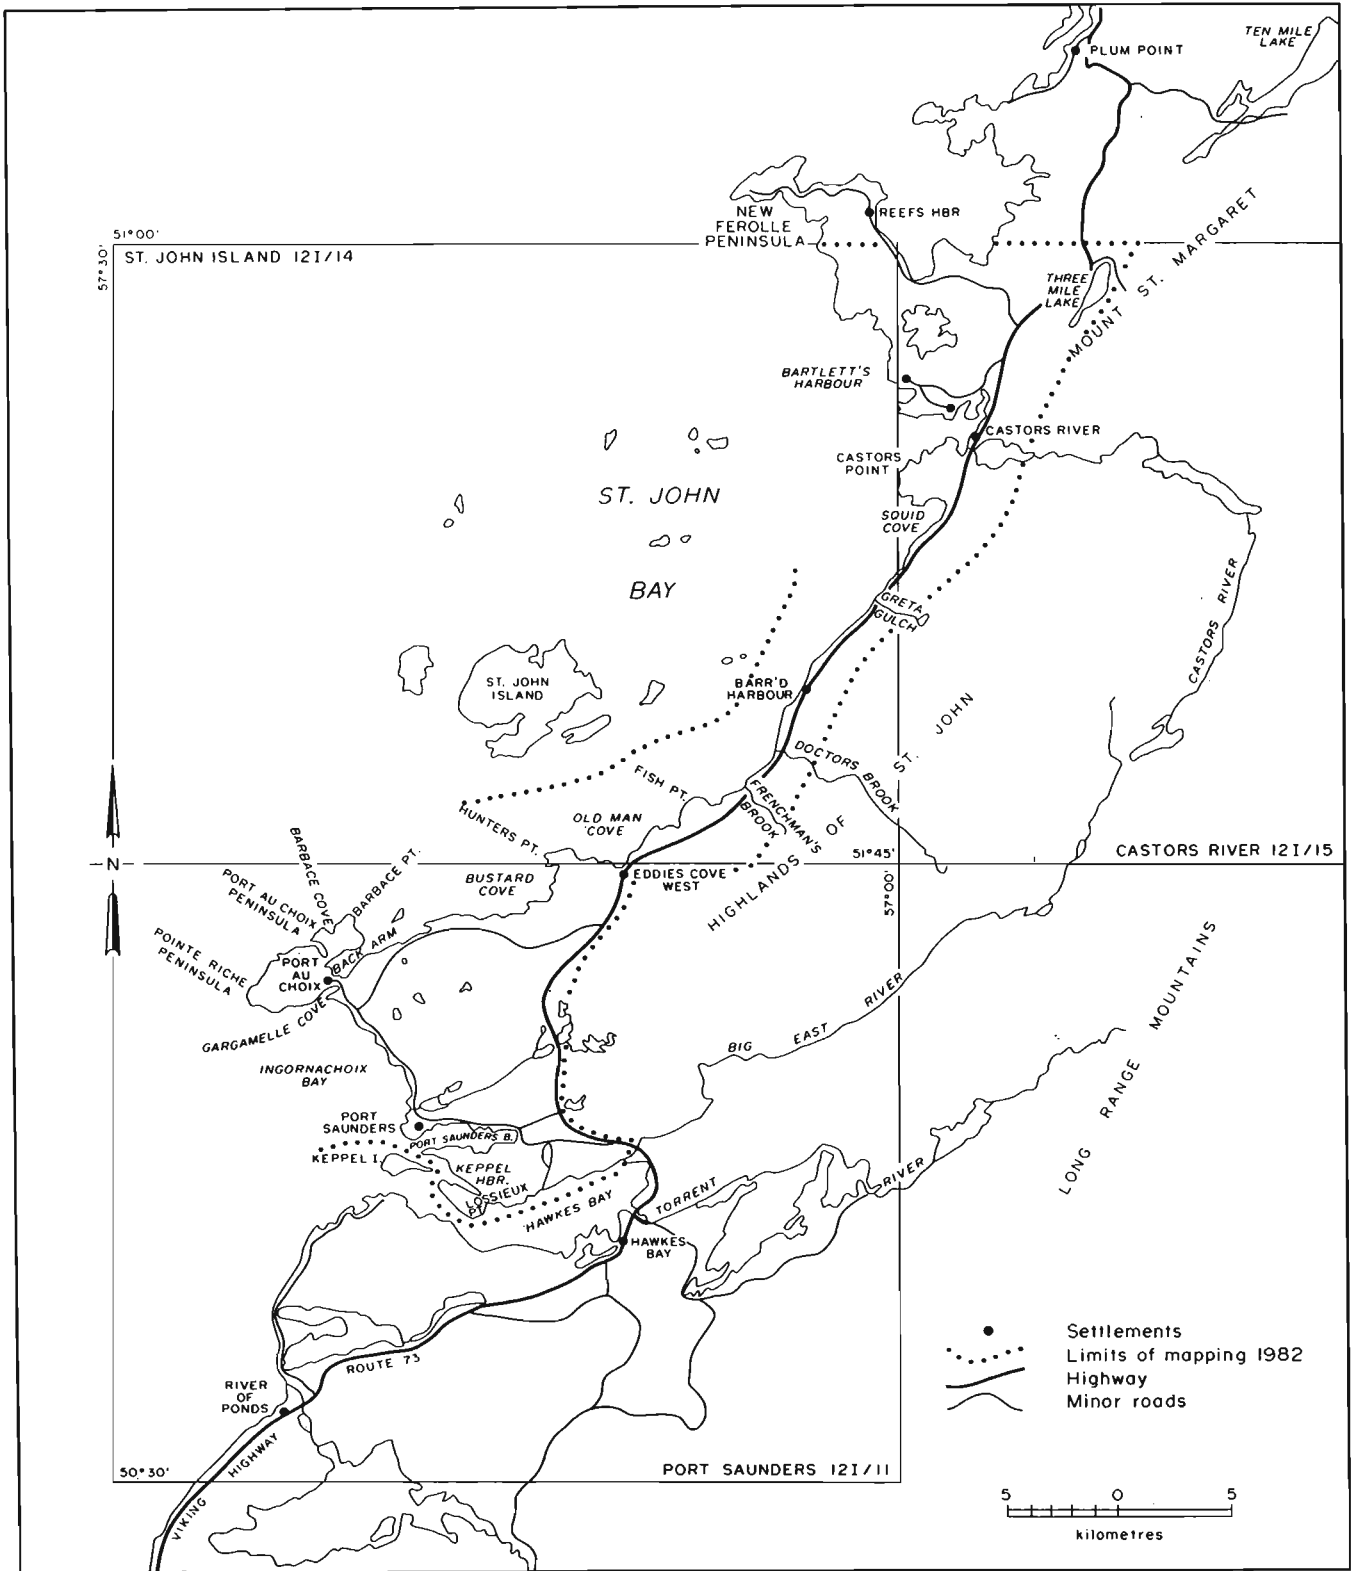 TEN MILE
LAKE
PLUM POINT
NEW
FEROLLE
PENINSULA
REEFS HBR
51°00'
57°30'
ST. JOHN ISLAND 12I/14
THREE
MILE
LAKE
MOUNT ST. MARGARET
BARTLETT'S
HARBOUR
CASTORS RIVER
CASTORS
POINT
ST. JOHN
BAY
SQUID
COVE
GRETA
GULCH
CASTORS RIVER
ST. JOHN
ISLAND
BARR'D
HARBOUR
DOCTORS BROOK
FISH PT.
FRENCHMAN'S
BROOK
HUNTERS PT.
OLD MAN
COVE
HIGHLANDS OF ST. JOHN
N
51°45'
57°00'
CASTORS RIVER 12I/15
EDDIES COVE
WEST
BUSTARD
COVE
BARBACE COVE
BARBACE PT.
PORT AU CHOIX
PENINSULA
POINTE RICHE
PENINSULA
BACK ARM
PORT
AU
CHOIX
GARGAMELLE COVE
INGORNACHOIX
BAY
BIG EAST RIVER
LONG RANGE MOUNTAINS
PORT
SAUNDERS
PORT SAUNDERS B.
KEPPEL I.
KEPPEL
HBR.
LOSSIEUX
PT.
HAWKES BAY
TORRENT RIVER
HAWKES
BAY
ROUTE 73
RIVER
OF
PONDS
VIKING HIGHWAY
50°30'
PORT SAUNDERS 12I/11
Settlements
Limits of mapping 1982
Highway
Minor roads
5 0 5
kilometres